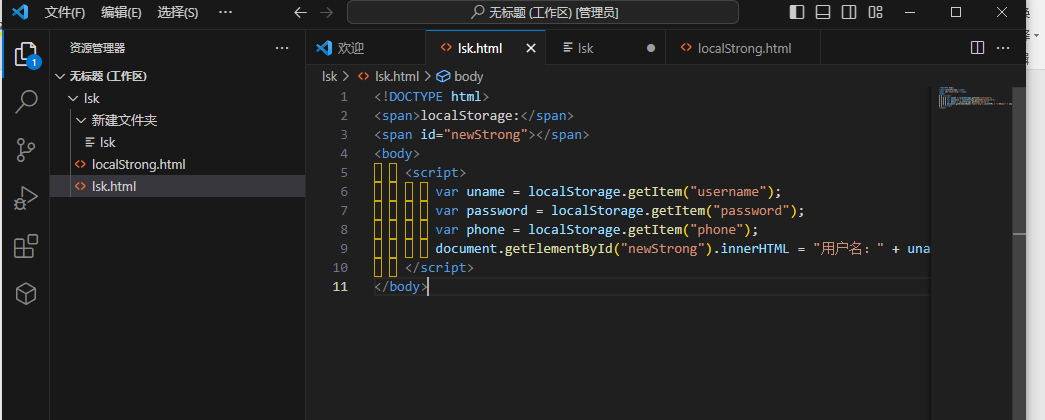 文件(F) 编辑(E) 选择(S) ··· 无标题 (工作区) [管理员]
资源管理器 ···
无标题 (工作区)
lsk
新建文件夹
lsk
localStrong.html
lsk.html
1
欢迎 lsk.html lsk localStrong.html ···
lsk > lsk.html > body
1 <!DOCTYPE html>
2 <span>localStorage:</span>
3 <span id="newStrong"></span>
4 <body>
5 <script>
6 var uname = localStorage.getItem("username");
7 var password = localStorage.getItem("password");
8 var phone = localStorage.getItem("phone");
9 document.getElementById("newStrong").innerHTML = "用户名：" + una
10 </script>
11 </body>